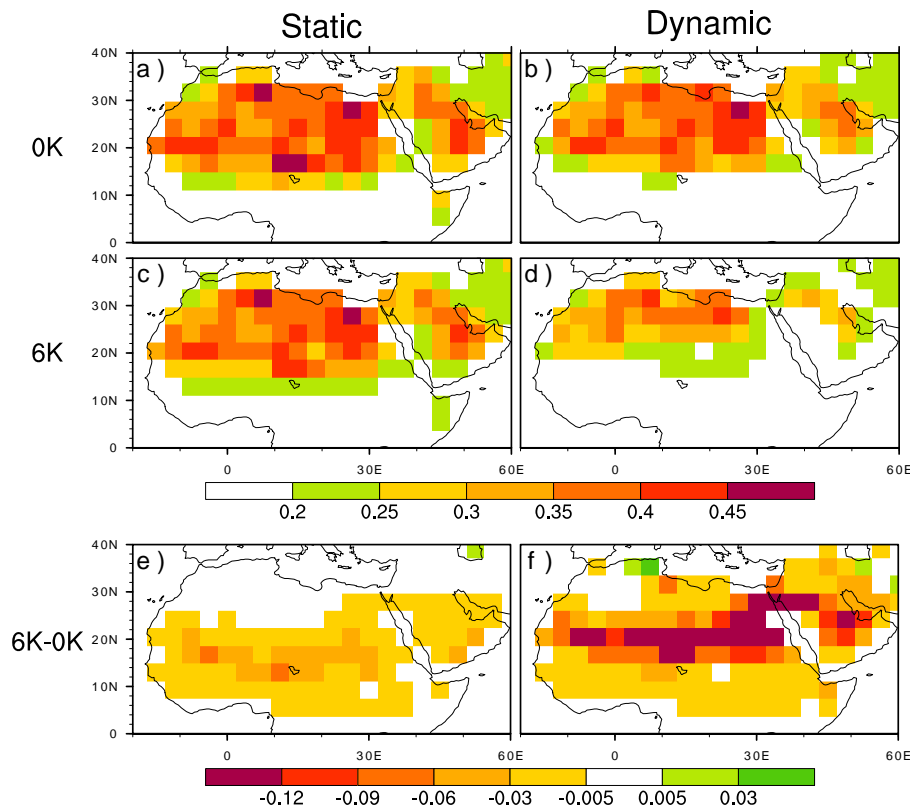 Static Dynamic
40N
30N
20N
10N
0
a )
b )
0K
40N
30N
20N
10N
0
c )
d )
6K
0 30E 60E 0 30E 60E
0.2 0.25 0.3 0.35 0.4 0.45
40N
30N
20N
10N
0
e )
f )
6K-0K
0 30E 60E 0 30E 60E
-0.12 -0.09 -0.06 -0.03 -0.005 0.005 0.03